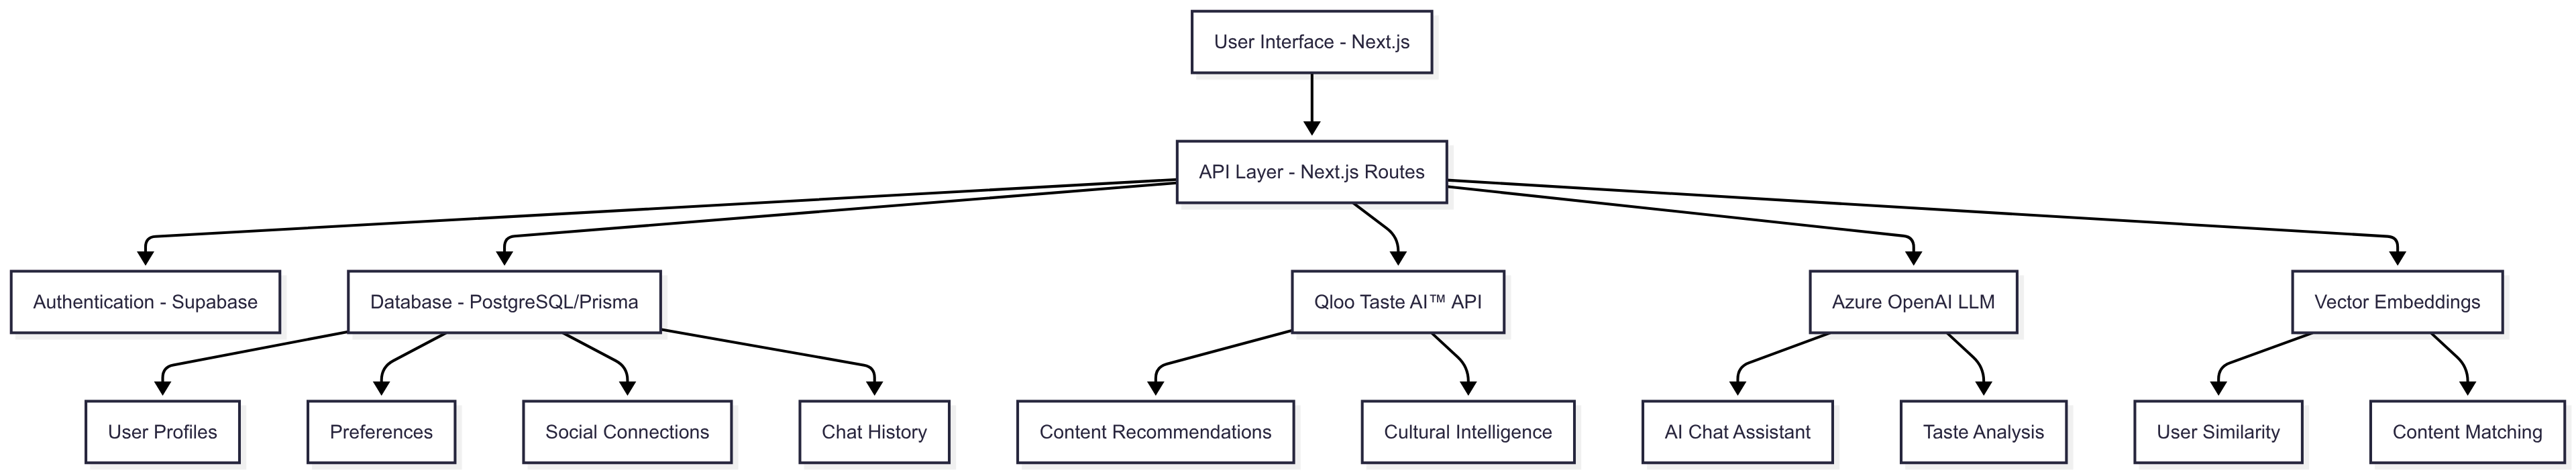 User Interface - Next.js
API Layer - Next.js Routes
Authentication - Supabase
Database - PostgreSQL/Prisma
Qloo Taste AI™ API
Azure OpenAI LLM
Vector Embeddings
User Profiles
Preferences
Social Connections
Chat History
Content Recommendations
Cultural Intelligence
AI Chat Assistant
Taste Analysis
User Similarity
Content Matching